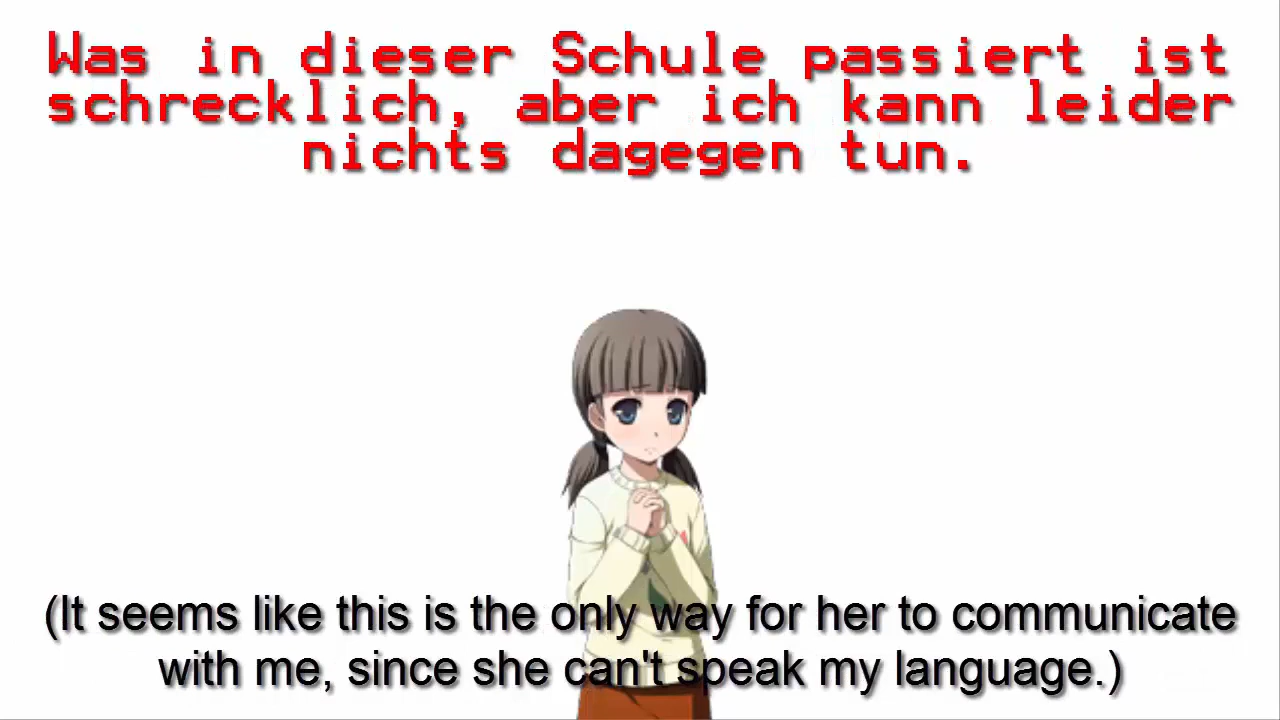 Was in dieser Schule passiert ist
schrecklich, aber ich kann leider
nichts dagegen tun.
(It seems like this is the only way for her to communicate
with me, since she can't speak my language.)